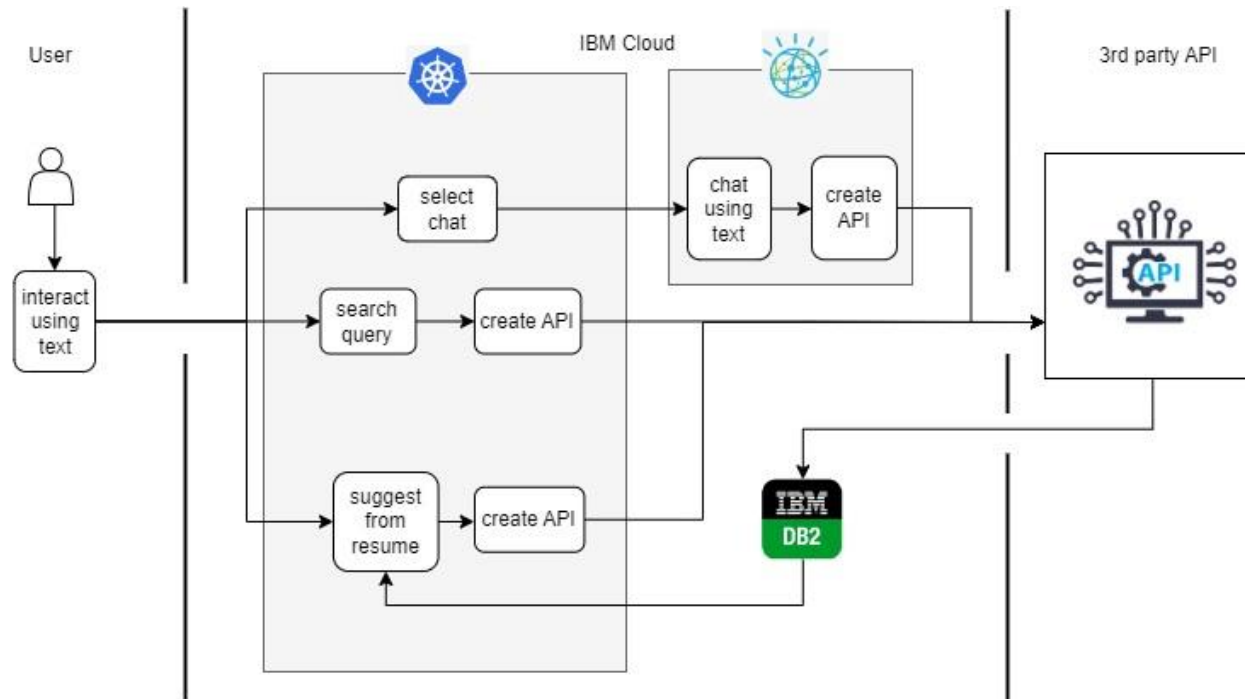 User
IBM Cloud
3rd party API
select
chat
chat
using
text
create
API
API
interact
using
text
search
query
create API
suggest
from
resume
create API
IBM
DB2